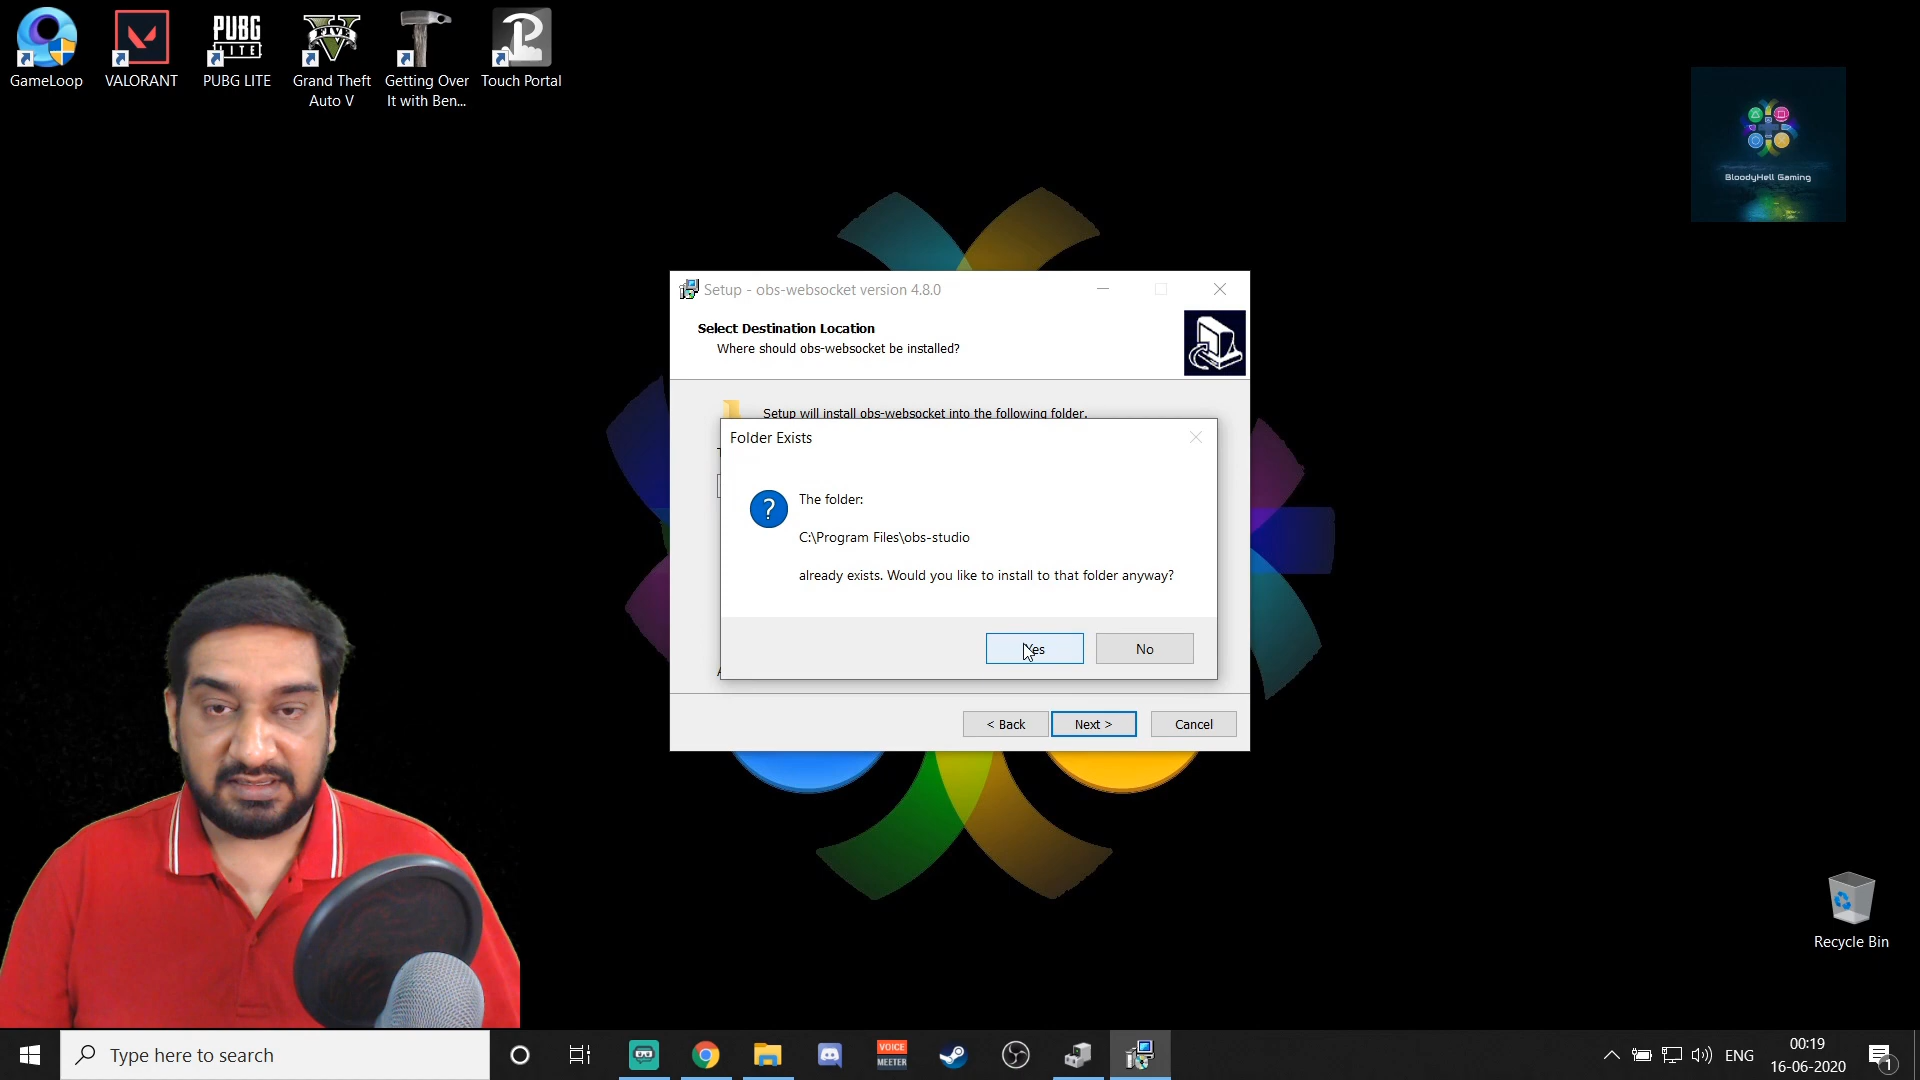 GameLoop
VALORANT
PUBG LITE
Grand Theft Auto V
Getting Over It with Ben...
Touch Portal
PUBG
LITE
FIVE
BloodyHell Gaming
Setup - obs-websocket version 4.8.0
Select Destination Location
Where should obs-websocket be installed?
Setup will install obs-websocket into the following folder.
Folder Exists
The folder:
C:\Program Files\obs-studio
already exists. Would you like to install to that folder anyway?
Yes
No
< Back
Next >
Cancel
Recycle Bin
Type here to search
VOICE
MEETER
ENG
00:19
16-06-2020
1